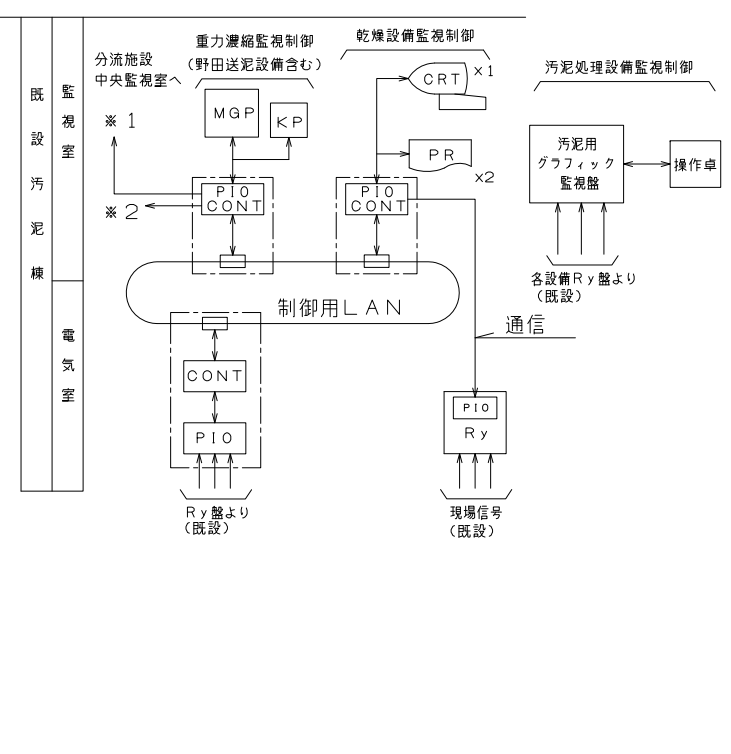 既設汚泥棟
監視室
電気室
分流施設
中央監視室へ
※1
※2
重力濃縮監視制御
(野田送泥設備含む)
MGP
KP
PIO
CONT
乾燥設備監視制御
CRT
x1
PR
x2
PIO
CONT
汚泥処理設備監視制御
汚泥用
グラフィック
監視盤
操作卓
各設備Ry盤より
(既設)
制御用LAN
通信
CONT
PIO
Ry盤より
(既設)
PIO
Ry
現場信号
(既設)